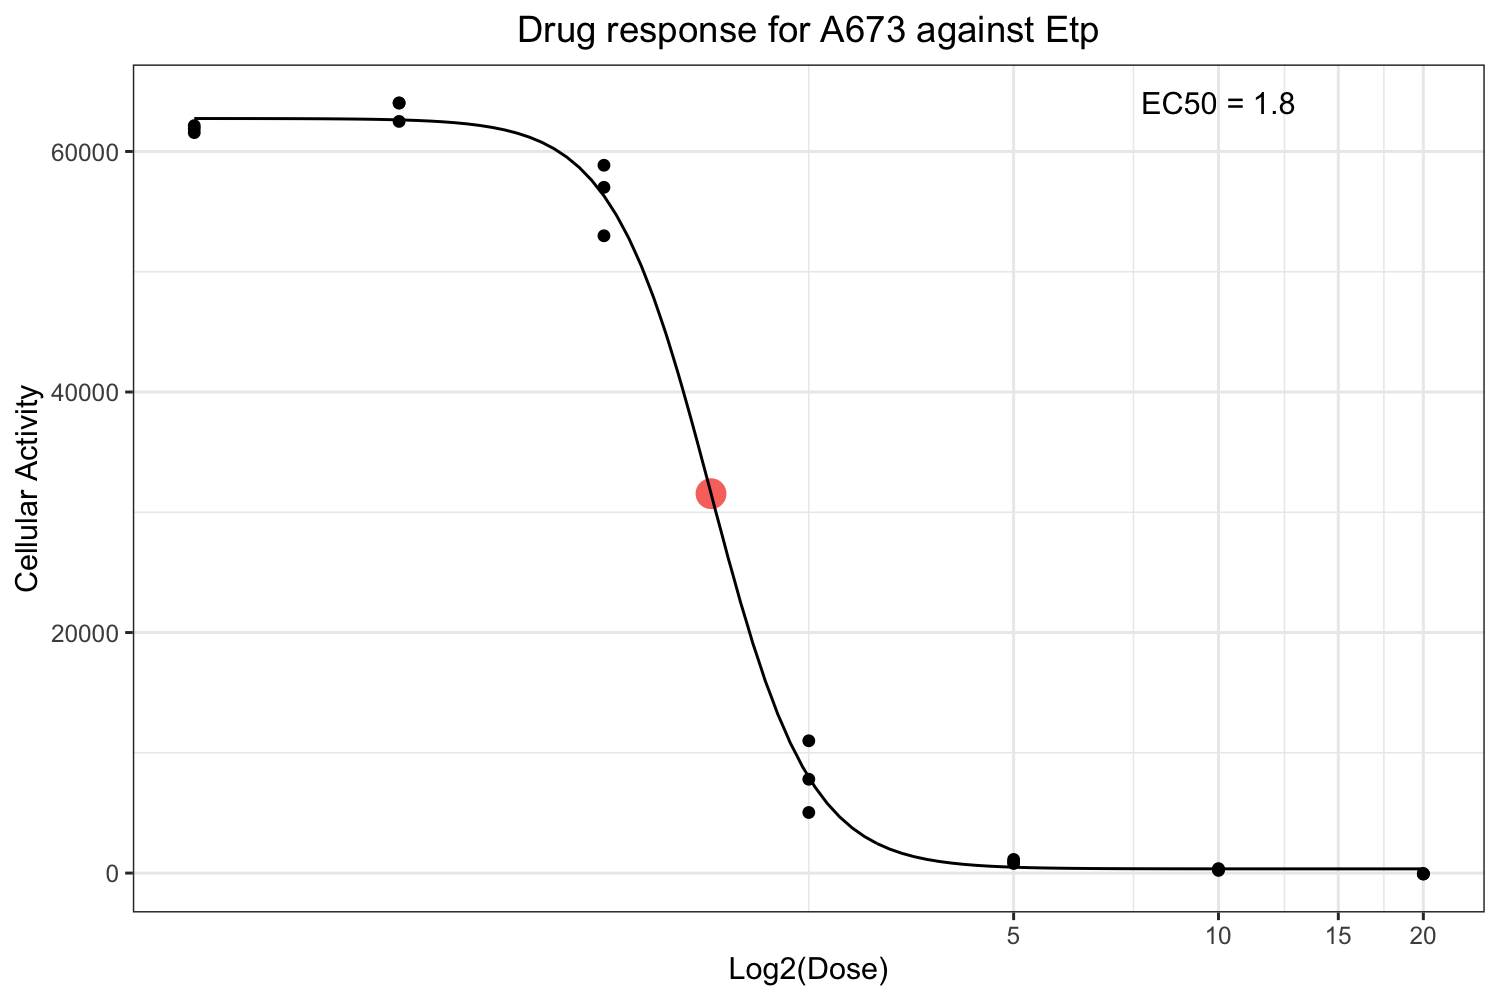 Drug response for A673 against Etp
EC50 = 1.8
Cellular Activity
60000
40000
20000
0
5
10
15
20
Log2(Dose)